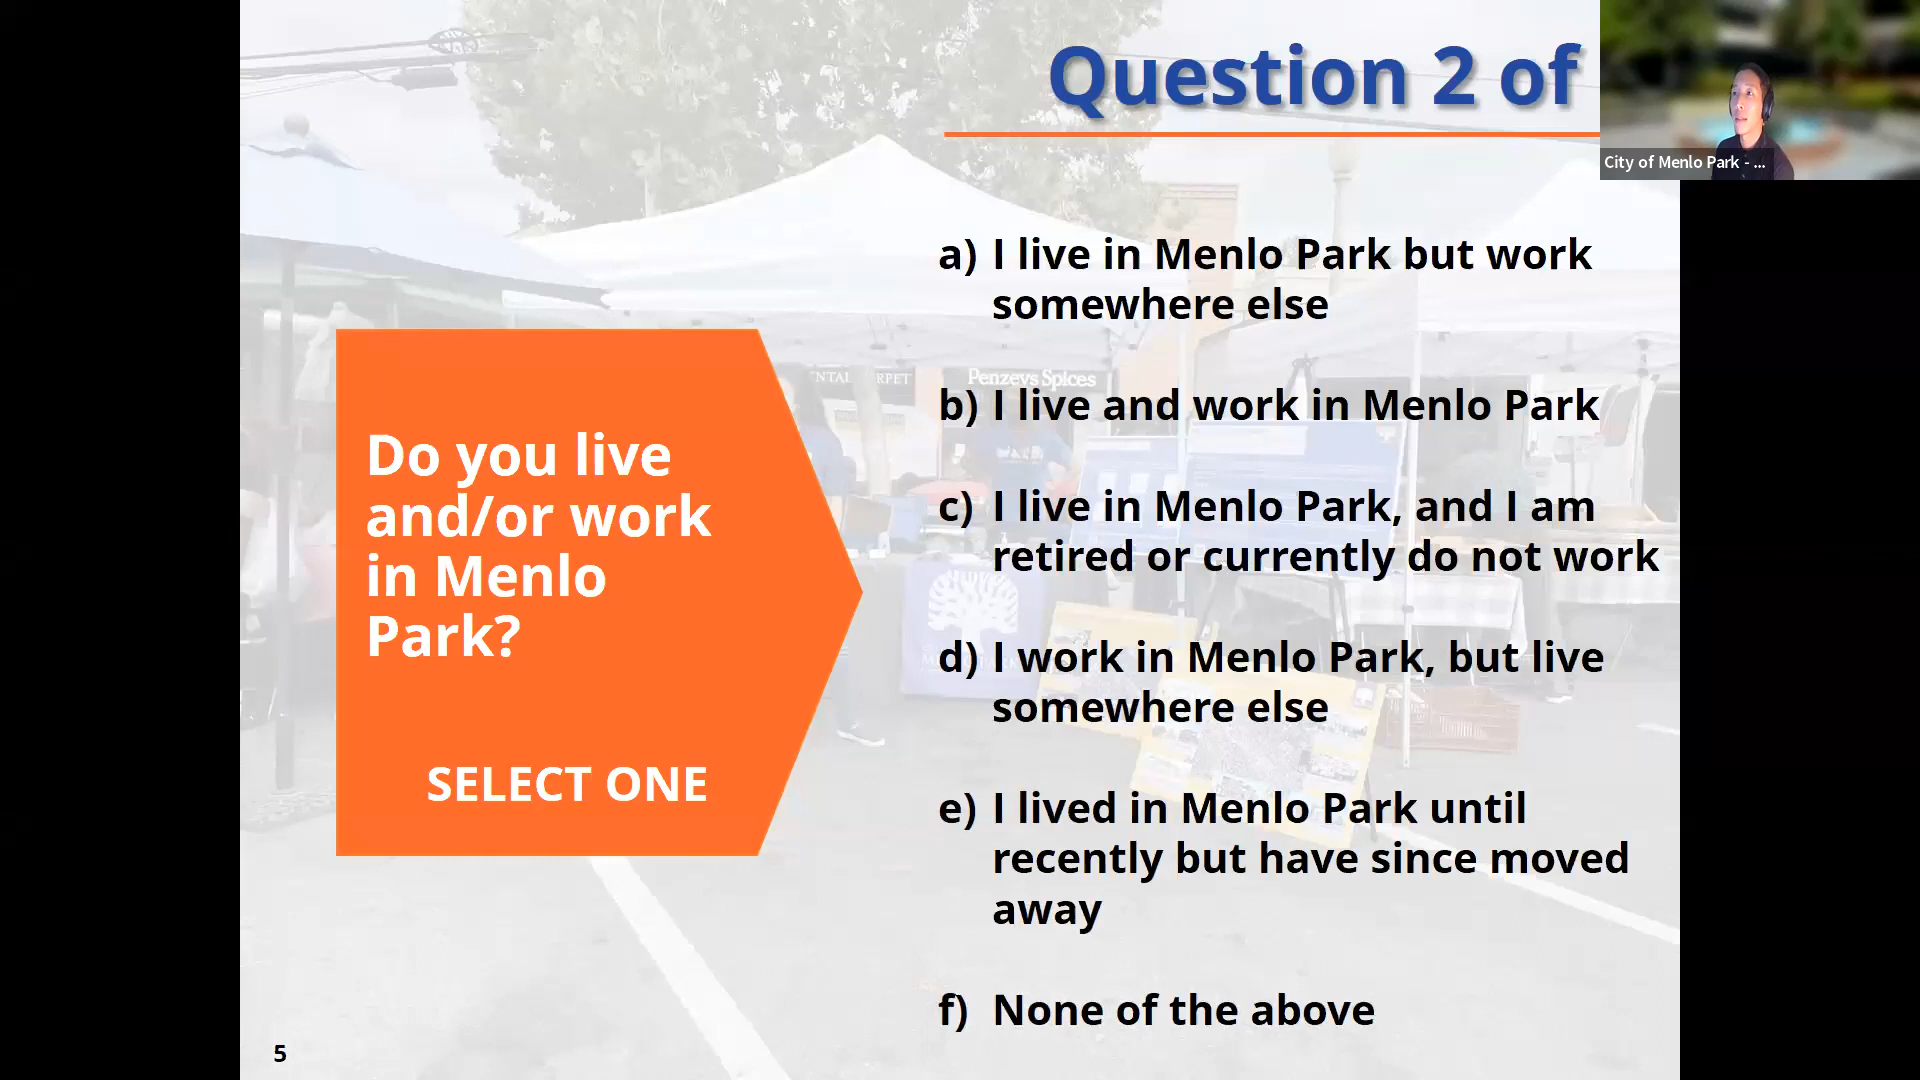 Question 2 of
City of Menlo Park - ...
a) I live in Menlo Park but work
somewhere else
Penzeys Spices
b) I live and work in Menlo Park
Do you live
and/or work
in Menlo
Park?
c) I live in Menlo Park, and I am
retired or currently do not work
d) I work in Menlo Park, but live
somewhere else
SELECT ONE
e) I lived in Menlo Park until
recently but have since moved
away
f) None of the above
5